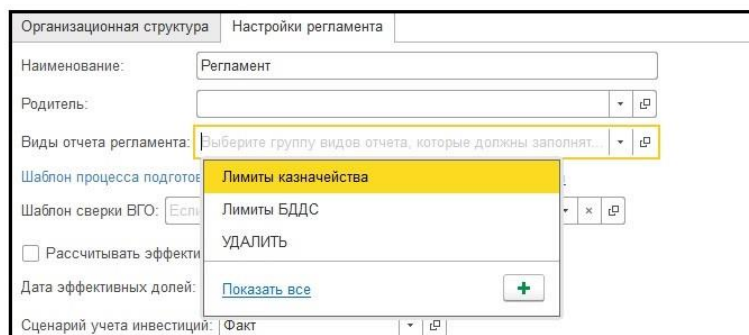 Организационная структура Настройки регламента
Наименование: Регламент
Родитель:
Виды отчета регламента: Выберите группу видов отчета, которые должны заполнят...
Шаблон процесса подготов
Лимиты казначейства
Шаблон сверки ВГО: Если
Лимиты БДДС
УДАЛИТЬ
Рассчитывать эффекти
Дата эффективных долей:
Показать все
Сценарий учета инвестиций: Факт